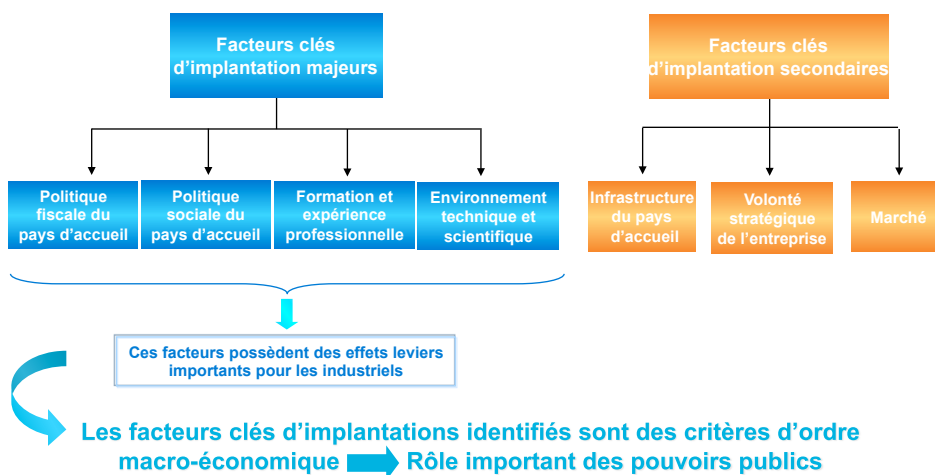 Facteurs clés
d’implantation majeurs
Facteurs clés
d’implantation secondaires
Politique
fiscale du
pays d’accueil
Politique
sociale du
pays d’accueil
Formation et
expérience
professionnelle
Environnement
technique et
scientifique
Infrastructure
du pays
d’accueil
Volonté
stratégique
de l’entreprise
Marché
Ces facteurs possèdent des effets leviers
importants pour les industriels
Les facteurs clés d’implantations identifiés sont des critères d’ordre
macro-économique Rôle important des pouvoirs publics